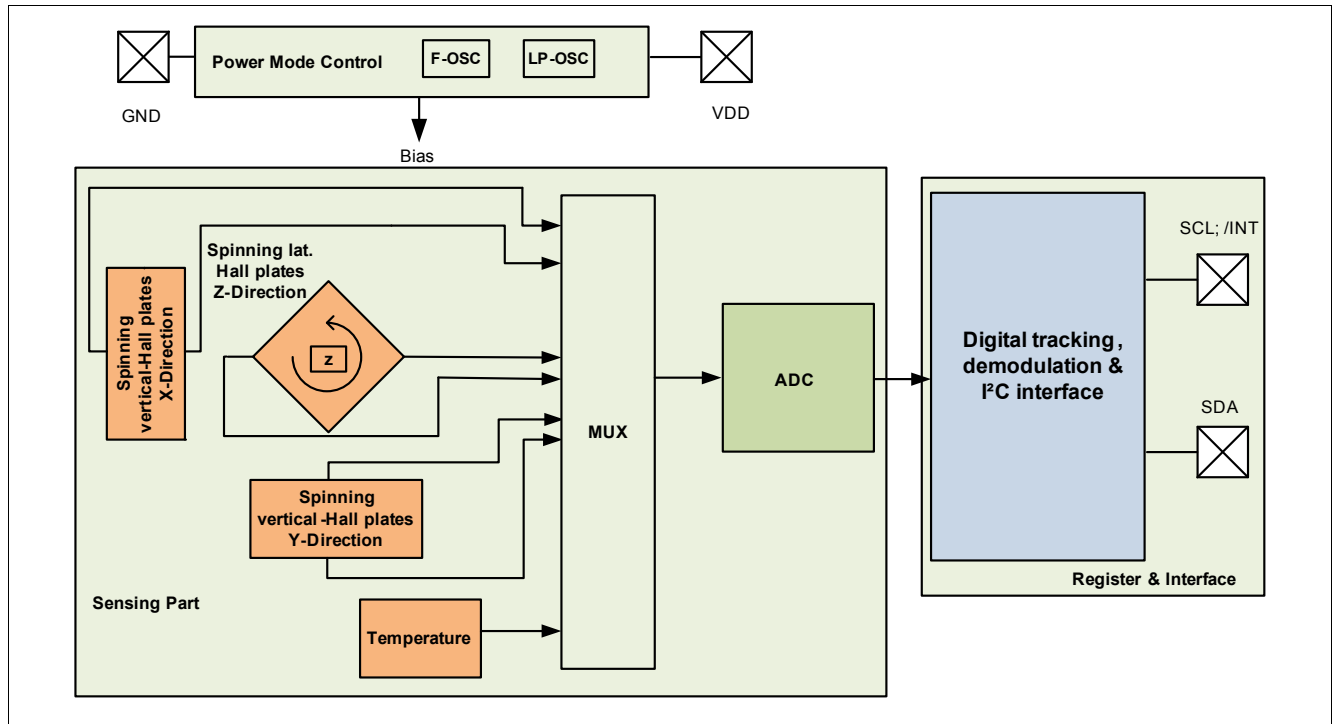 Power Mode Control
F-OSC
LP-OSC
GND
VDD
Bias
Spinning
vertical-Hall plates
X-Direction
Spinning lat.
Hall plates
Z-Direction
z
Spinning
vertical-Hall plates
Y-Direction
Temperature
Sensing Part
MUX
ADC
Digital tracking,
demodulation &
I²C interface
SCL; /INT
SDA
Register & Interface